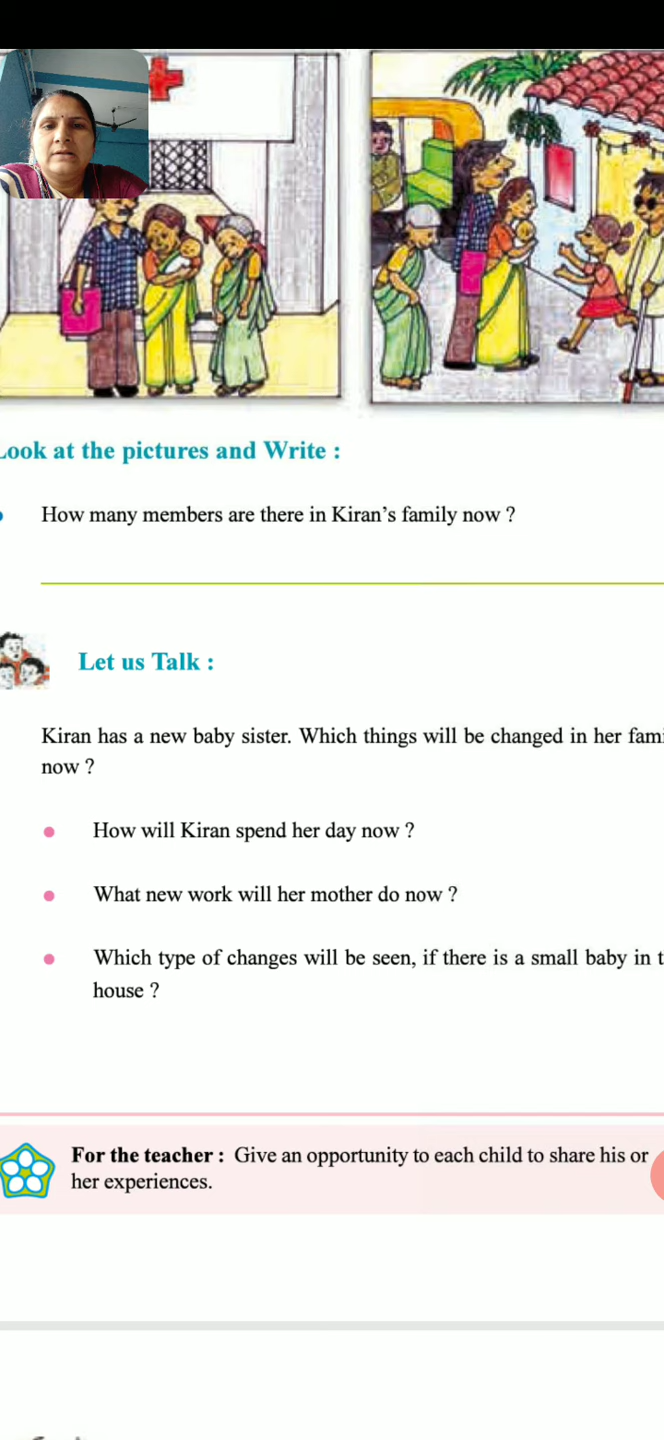 Look at the pictures and Write :
How many members are there in Kiran's family now ?
Let us Talk :
Kiran has a new baby sister. Which things will be changed in her fam
now ?
How will Kiran spend her day now ?
What new work will her mother do now ?
Which type of changes will be seen, if there is a small baby in t
house ?
For the teacher : Give an opportunity to each child to share his or
her experiences.